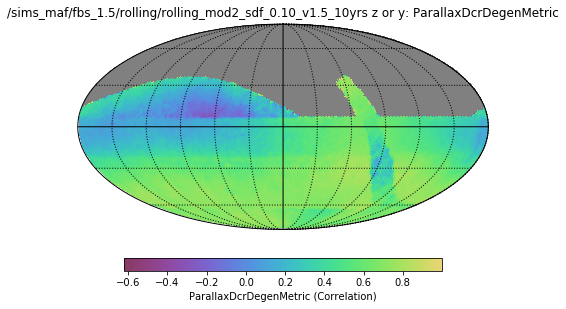 /sims_maf/fbs_1.5/rolling/rolling_mod2_sdf_0.10_v1.5_10yrs z or y: ParallaxDcrDegenMetric
−0.6 −0.4 −0.2 0.0 0.2 0.4 0.6 0.8
ParallaxDcrDegenMetric (Correlation)